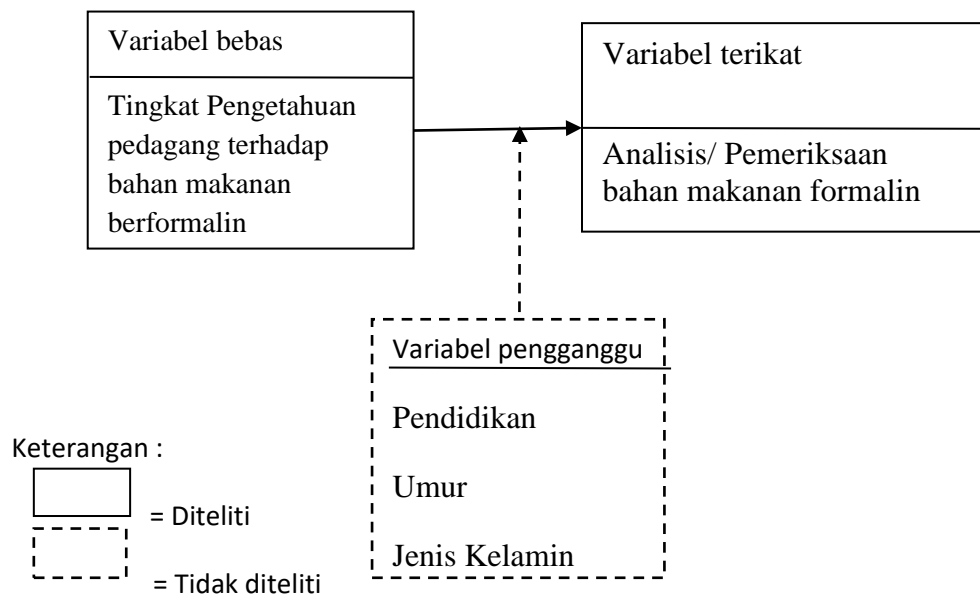 Variabel bebas
Tingkat Pengetahuan
pedagang terhadap
bahan makanan
berformalin
Variabel terikat
Analisis/ Pemeriksaan
bahan makanan formalin
Variabel pengganggu
Pendidikan
Umur
Jenis Kelamin
Keterangan :
= Diteliti
= Tidak diteliti